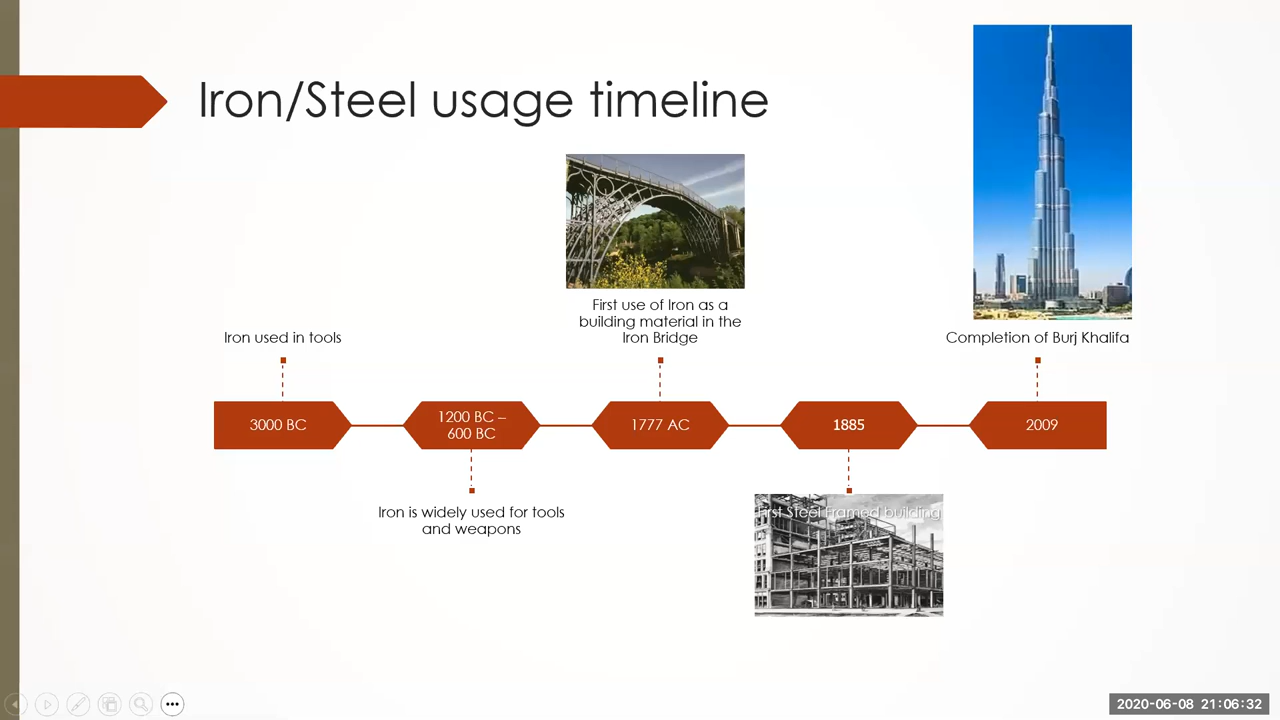 Iron/Steel usage timeline
First use of Iron as a
building material in the
Iron Bridge
Iron used in tools
Completion of Burj Khalifa
3000 BC
1200 BC –
600 BC
1777 AC
1885
2009
Iron is widely used for tools
and weapons
First Steel Framed building
2020-06-08 21:06:32